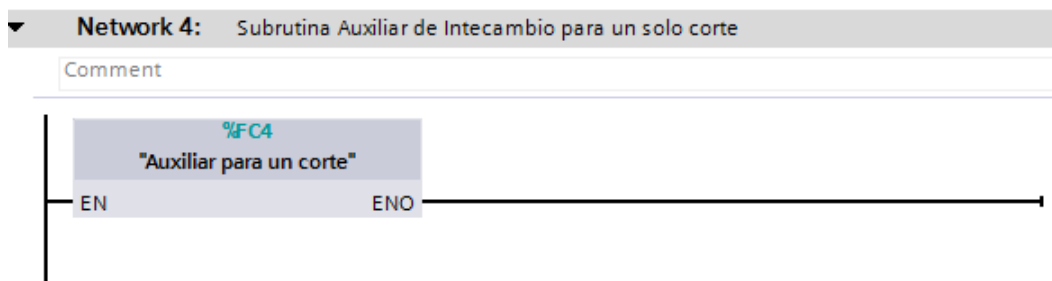 Network 4: Subrutina Auxiliar de Intecambio para un solo corte
Comment
%FC4
"Auxiliar para un corte"
EN ENO